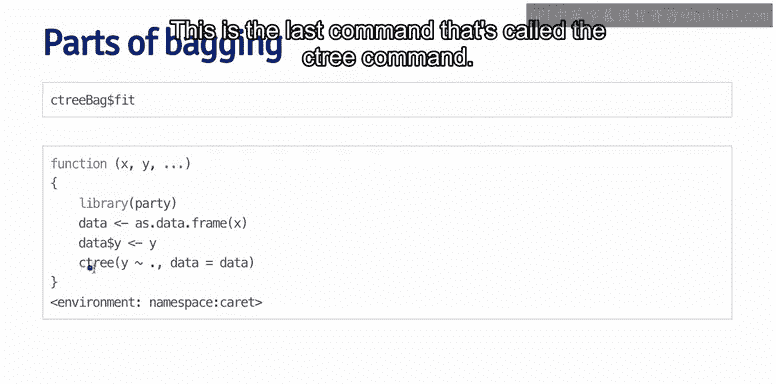 This is the last command that's called the
ctree command.
Parts of bagging
ctreeBag$fit
function (x, y, ...)
{
    library(party)
    data <- as.data.frame(x)
    data$y <- y
    ctree(y ~ ., data = data)
}
<environment: namespace:caret>